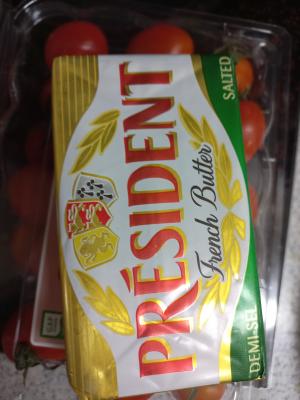 PRÉSIDENT
French Butter
DEMI-SEL
SALTED